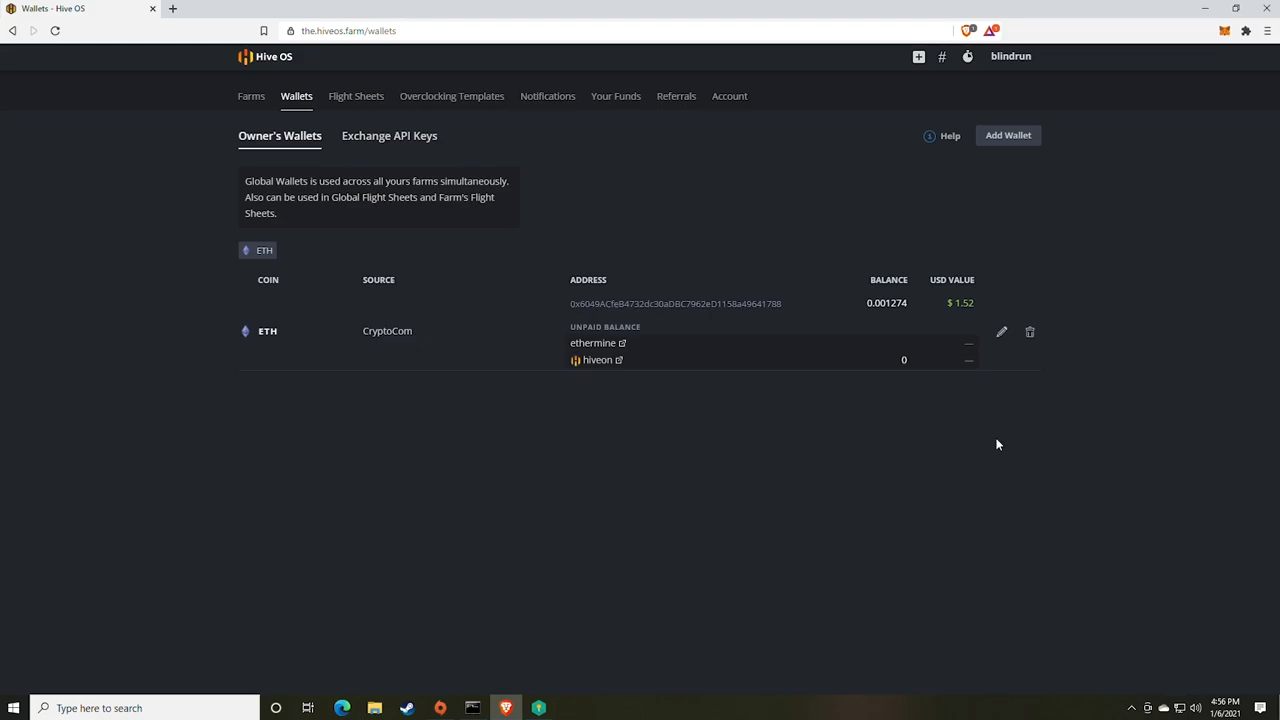 Wallets - Hive OS
the.hiveos.farm/wallets
Hive OS
blindrun
Farms Wallets Flight Sheets Overclocking Templates Notifications Your Funds Referrals Account
Owner's Wallets Exchange API Keys Help Add Wallet
Global Wallets is used across all yours farms simultaneously.
Also can be used in Global Flight Sheets and Farm's Flight
Sheets.
ETH
COIN SOURCE ADDRESS BALANCE USD VALUE
0x6049ACfeB4732dc30aDBC7962eD1158a49641788 0.001274 $ 1.52
ETH CryptoCom
UNPAID BALANCE
ethermine —
hiveon 0 —
Type here to search
4:56 PM
1/6/2021